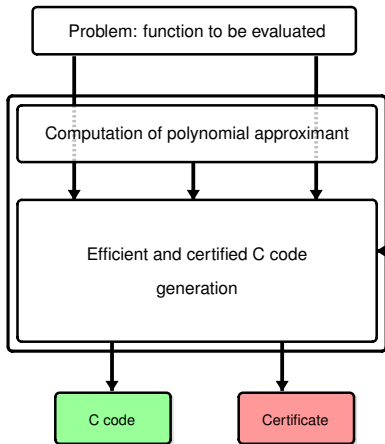 Problem: function to be evaluated
Computation of polynomial approximant
Efficient and certified C code
generation
C code
Certificate